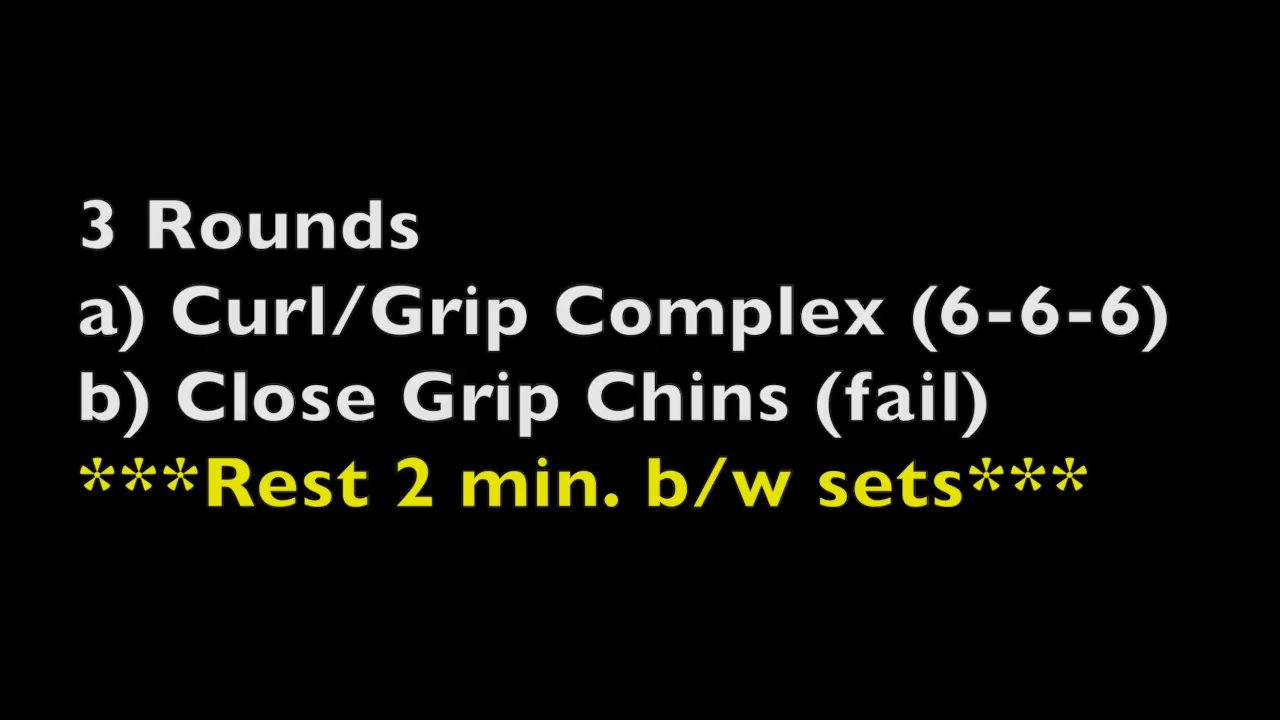 3 Rounds
a) Curl/Grip Complex (6-6-6)
b) Close Grip Chins (fail)
***Rest 2 min. b/w sets***